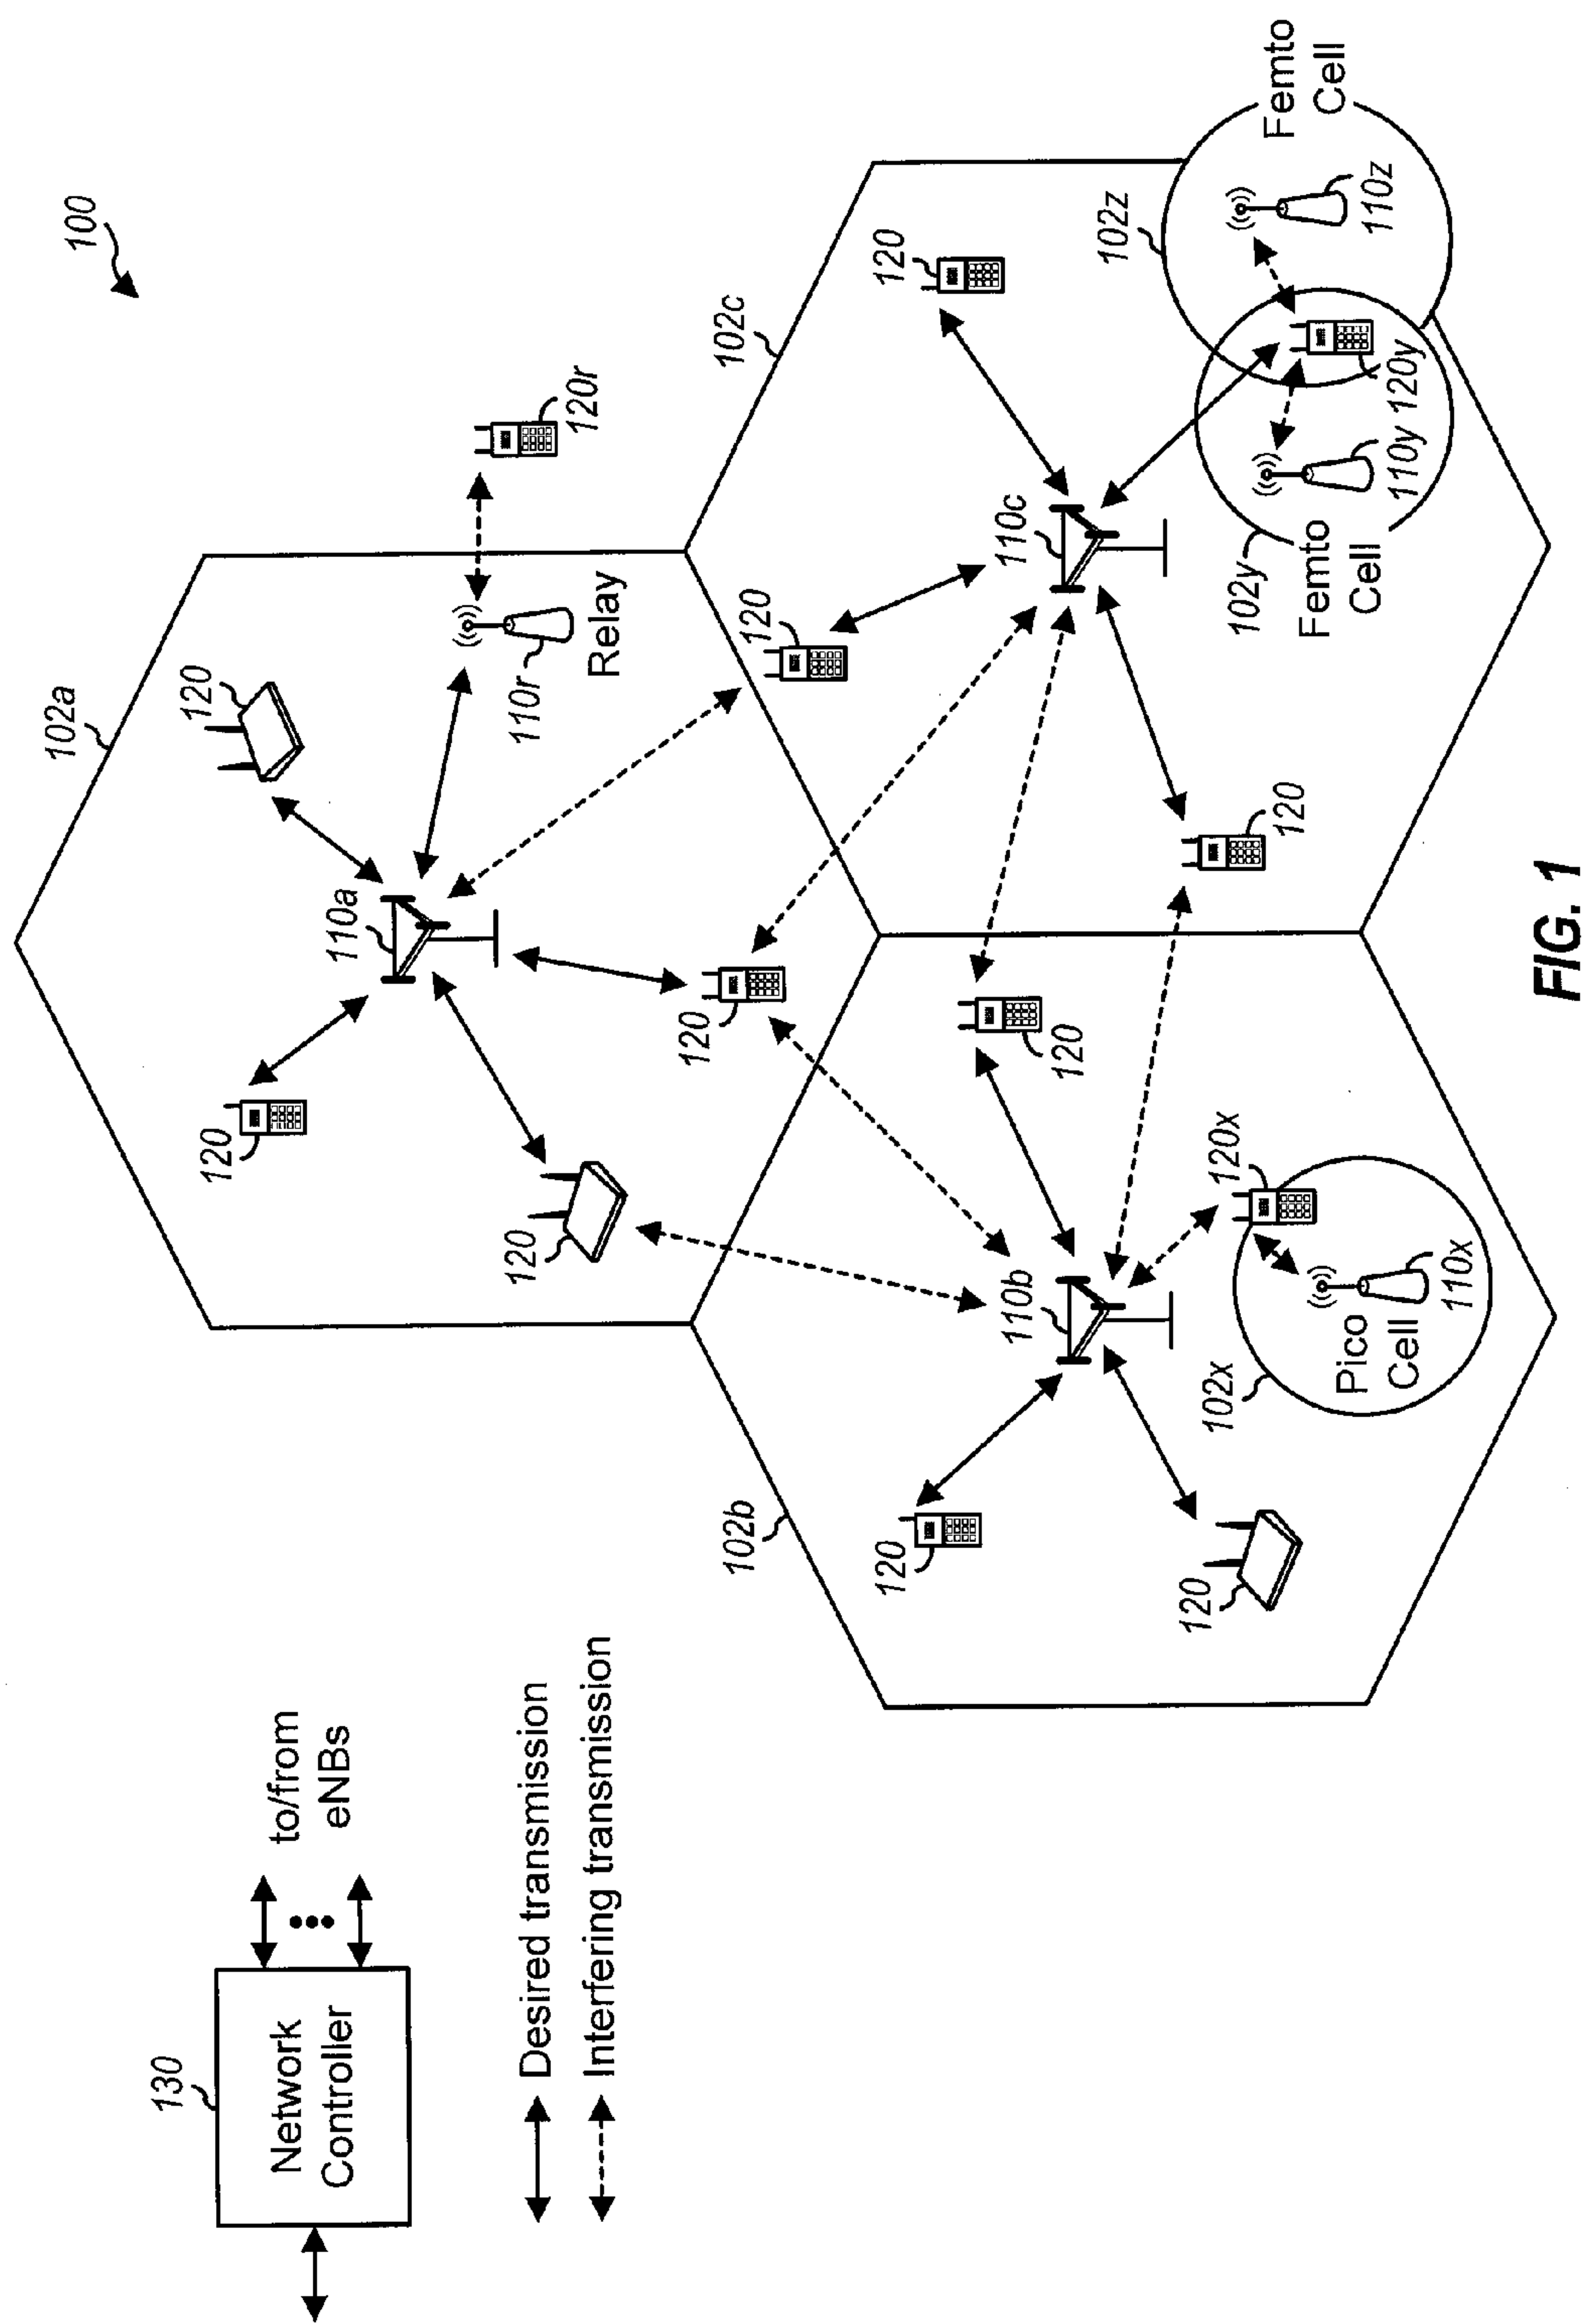 100
130
Network
Controller
to/from
eNBs
Desired transmission
Interfering transmission
102a
120
120
110a
120
110r
Relay
120r
120
102b
120
120
110b
120
120
102x
Pico
Cell
110x
120x
102c
120
110c
120
120
102y
Femto
Cell
110y
120y
102z
110z
Femto
Cell
FIG. 1